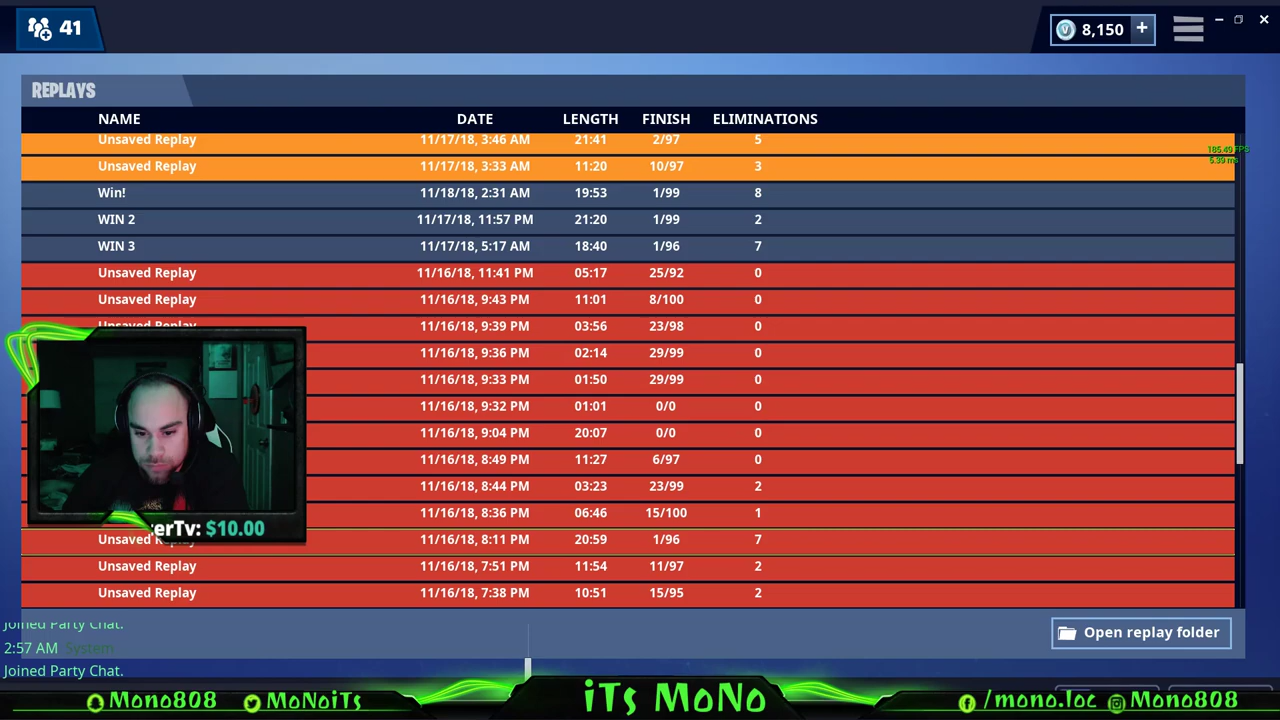 41
8,150 +
REPLAYS
NAME DATE LENGTH FINISH ELIMINATIONS
Unsaved Replay 11/17/18, 3:46 AM 21:41 2/97 5
Unsaved Replay 11/17/18, 3:33 AM 11:20 10/97 3
Win! 11/18/18, 2:31 AM 19:53 1/99 8
WIN 2 11/17/18, 11:57 PM 21:20 1/99 2
WIN 3 11/17/18, 5:17 AM 18:40 1/96 7
Unsaved Replay 11/16/18, 11:41 PM 05:17 25/92 0
Unsaved Replay 11/16/18, 9:43 PM 11:01 8/100 0
Unsaved Replay 11/16/18, 9:39 PM 03:56 23/98 0
11/16/18, 9:36 PM 02:14 29/99 0
11/16/18, 9:33 PM 01:50 29/99 0
11/16/18, 9:32 PM 01:01 0/0 0
11/16/18, 9:04 PM 20:07 0/0 0
11/16/18, 8:49 PM 11:27 6/97 0
11/16/18, 8:44 PM 03:23 23/99 2
11/16/18, 8:36 PM 06:46 15/100 1
erTv: $10.00
Unsaved Replay 11/16/18, 8:11 PM 20:59 1/96 7
Unsaved Replay 11/16/18, 7:51 PM 11:54 11/97 2
Unsaved Replay 11/16/18, 7:38 PM 10:51 15/95 2
Joined Party Chat.
2:57 AM System
Joined Party Chat.
Open replay folder
Mono808 MoNoiTs iTs MoNo /mono.loc Mono808